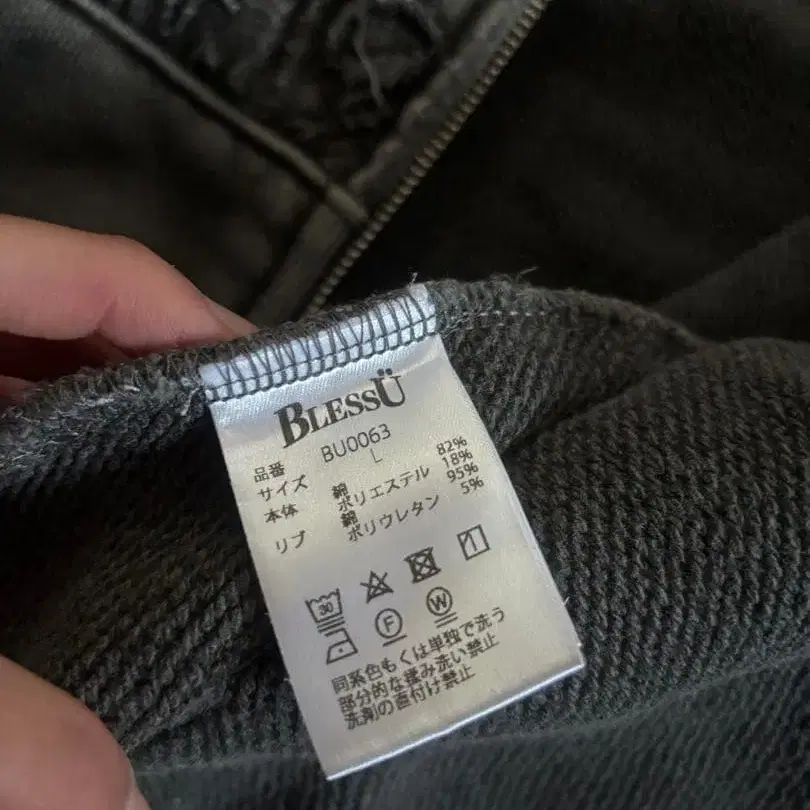 BLESSÜ
品番 BU0063
サイズ L
本体 綿 82%
ポリエステル 18%
リブ 綿 95%
ポリウレタン 5%
30
F W
同系色もくは単独で洗う
部分的な揉み洗い禁止
洗剤の直付け禁止